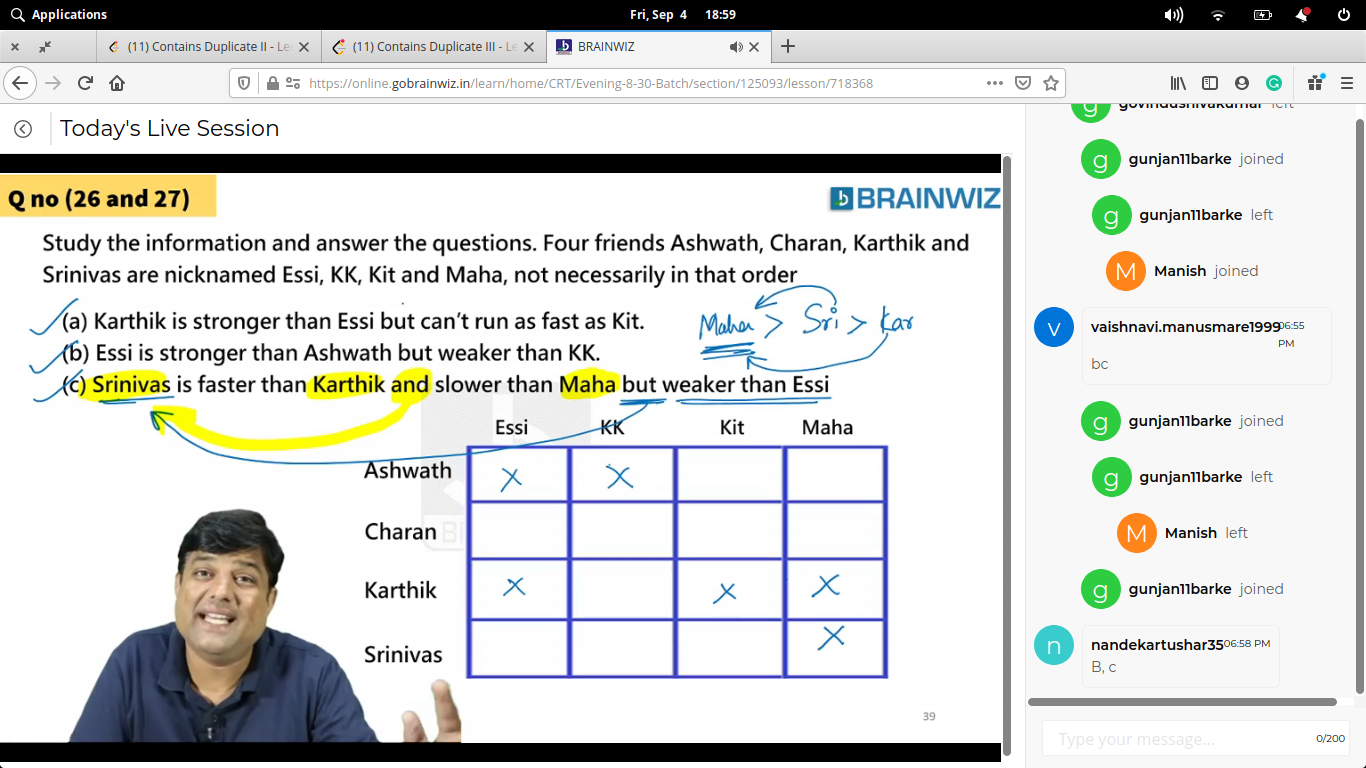 Applications
Fri, Sep 4 18:59
(11) Contains Duplicate II - Le
(11) Contains Duplicate III - Le
BRAINWIZ
https://online.gobrainwiz.in/learn/home/CRT/Evening-8-30-Batch/section/125093/lesson/718368
Today's Live Session
Q no (26 and 27)
BRAINWIZ
Study the information and answer the questions. Four friends Ashwath, Charan, Karthik and
Srinivas are nicknamed Essi, KK, Kit and Maha, not necessarily in that order
(a) Karthik is stronger than Essi but can't run as fast as Kit.
Maha > Sri > Kar
(b) Essi is stronger than Ashwath but weaker than KK.
(c) Srinivas is faster than Karthik and slower than Maha but weaker than Essi
Essi KK Kit Maha
Ashwath X X
Charan
Karthik X X X
Srinivas X
39
govindushivakumar left
g gunjan11barke joined
g gunjan11barke left
M Manish joined
v vaishnavi.manusmare1999 06:55 PM
bc
g gunjan11barke joined
g gunjan11barke left
M Manish left
g gunjan11barke joined
n nandekartushar35 06:58 PM
B, c
Type your message... 0/200